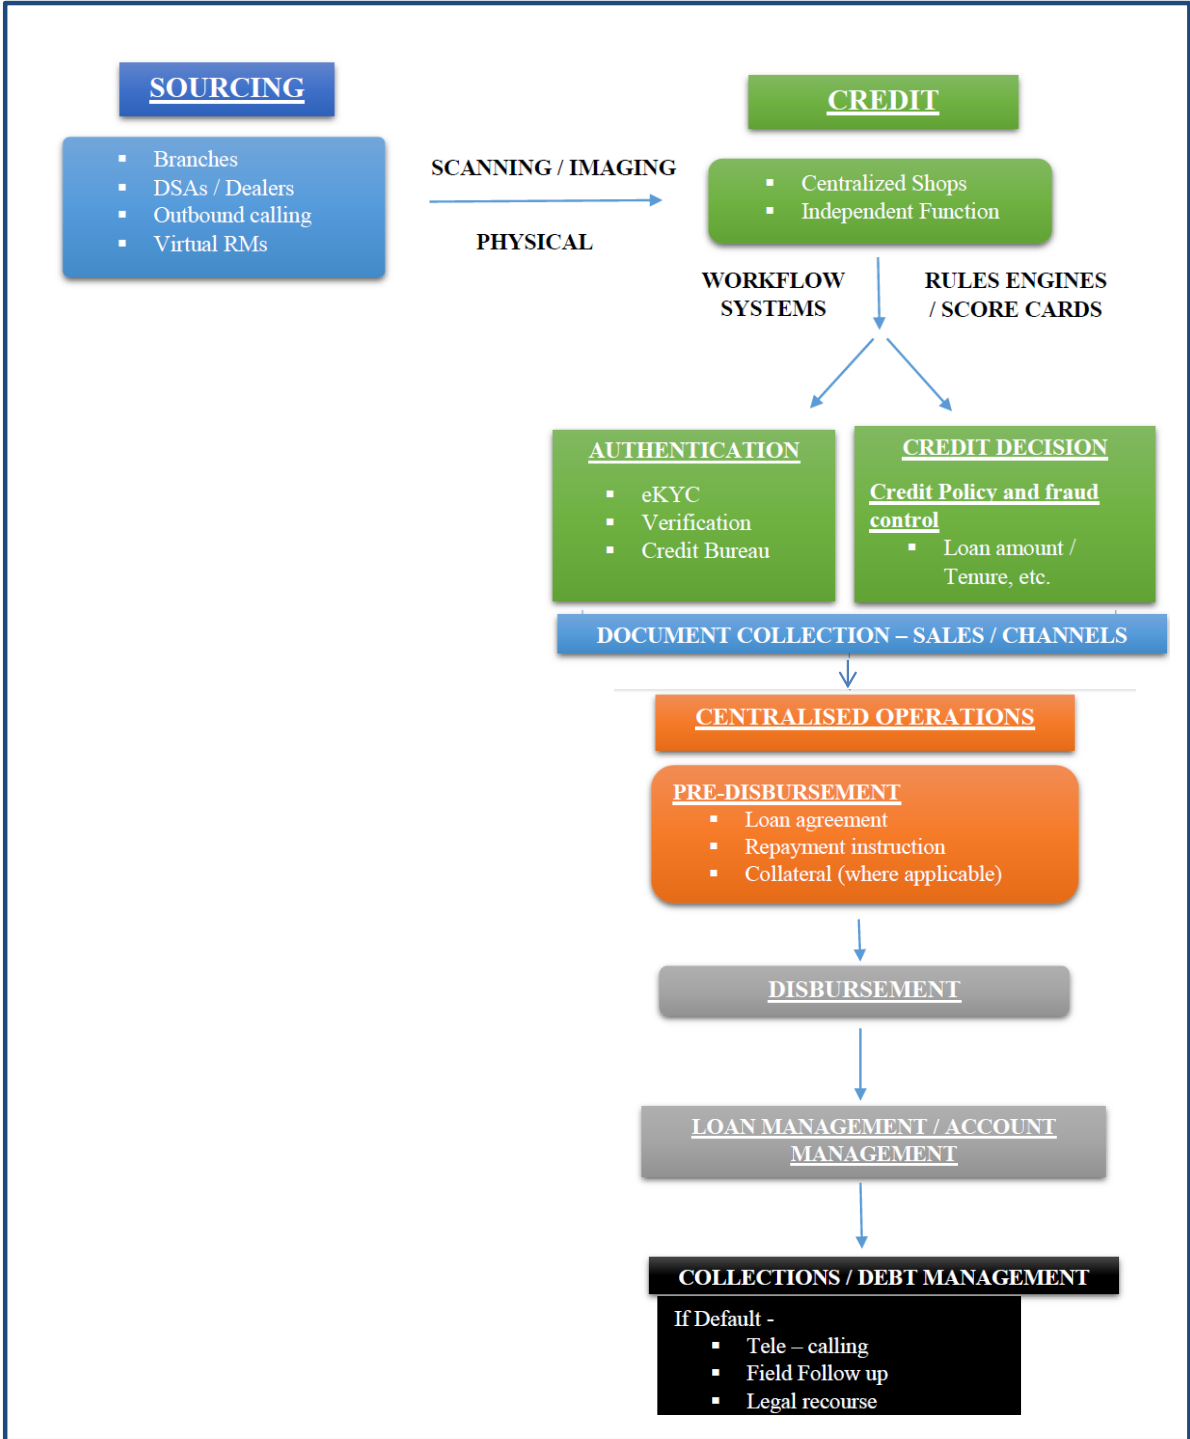 SOURCING
▪ Branches
▪ DSAs / Dealers
▪ Outbound calling
▪ Virtual RMs
SCANNING / IMAGING
PHYSICAL
CREDIT
▪ Centralized Shops
▪ Independent Function
WORKFLOW
SYSTEMS
RULES ENGINES
/ SCORE CARDS
AUTHENTICATION
▪ eKYC
▪ Verification
▪ Credit Bureau
CREDIT DECISION
Credit Policy and fraud
control
▪ Loan amount /
Tenure, etc.
DOCUMENT COLLECTION – SALES / CHANNELS
CENTRALISED OPERATIONS
PRE-DISBURSEMENT
▪ Loan agreement
▪ Repayment instruction
▪ Collateral (where applicable)
DISBURSEMENT
LOAN MANAGEMENT / ACCOUNT
MANAGEMENT
COLLECTIONS / DEBT MANAGEMENT
If Default -
▪ Tele – calling
▪ Field Follow up
▪ Legal recourse